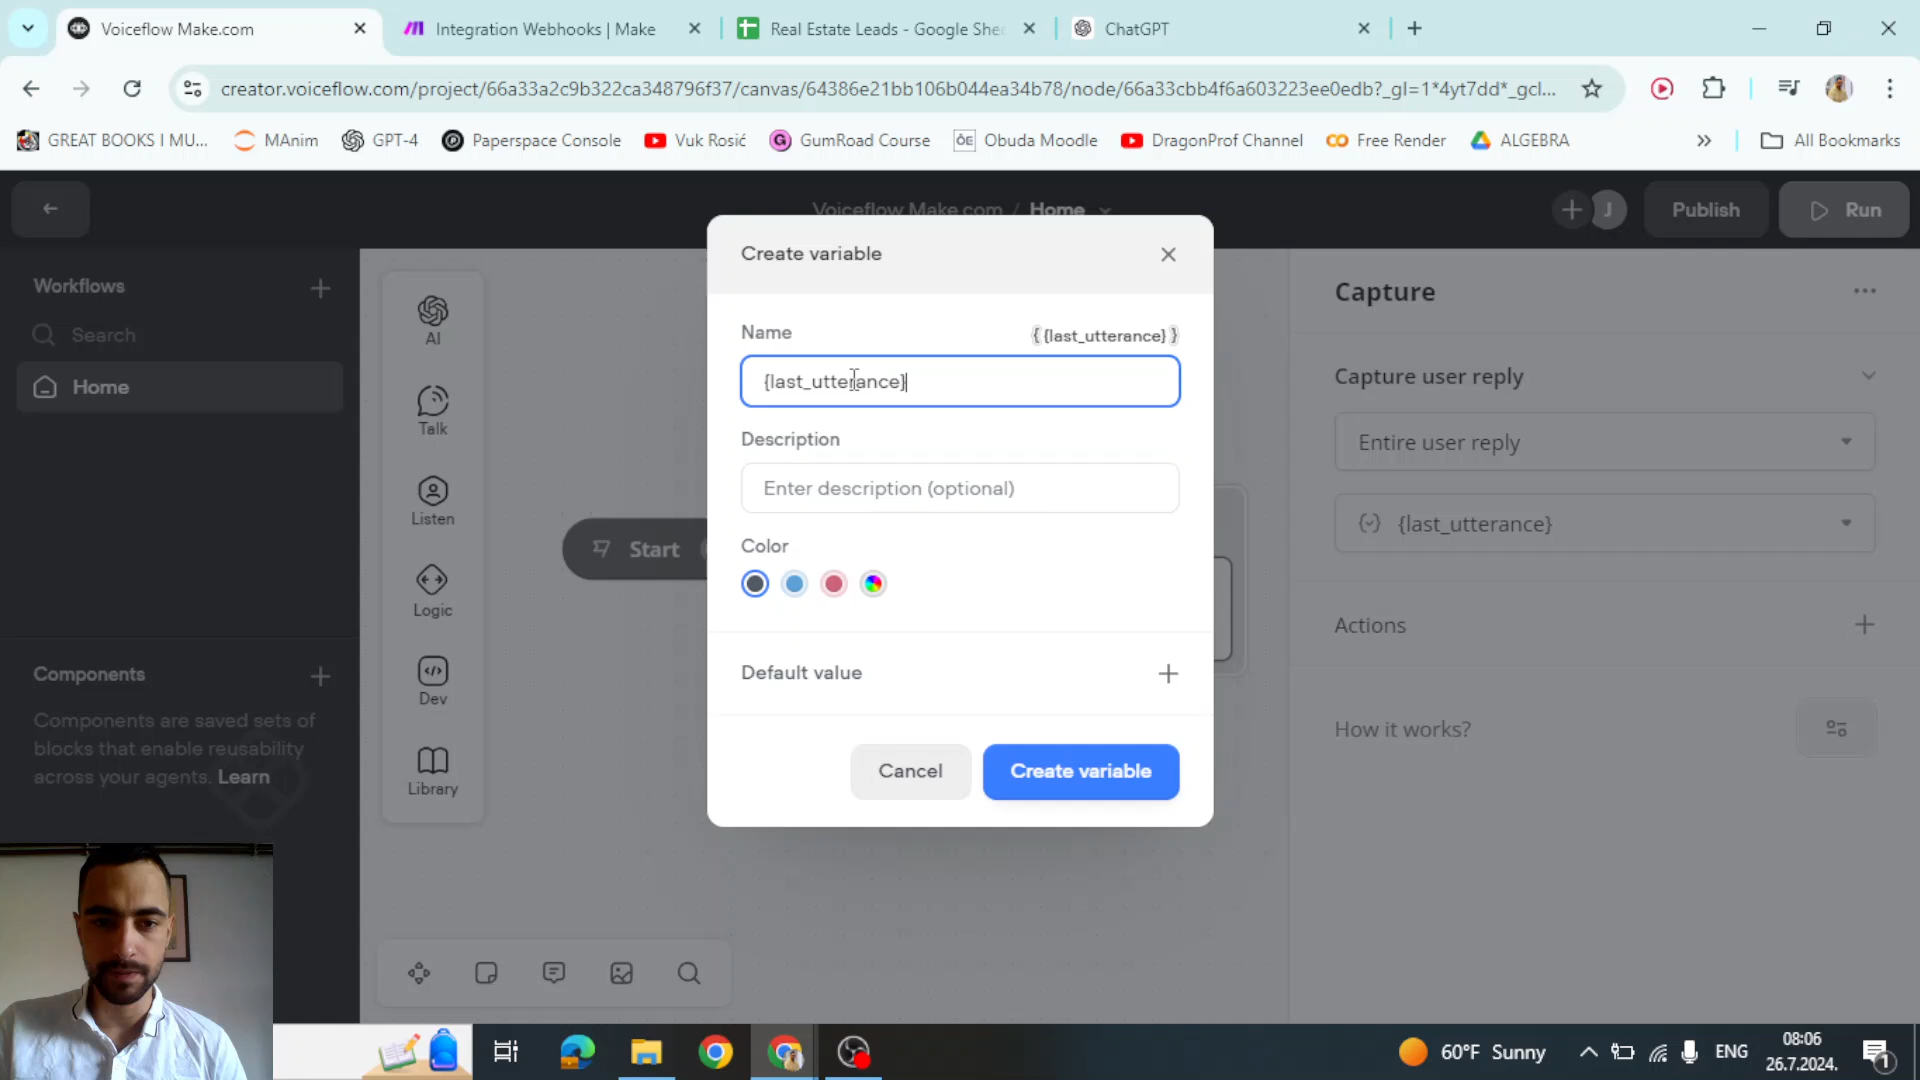 Voiceflow Make.com
Integration Webhooks | Make
Real Estate Leads - Google She
ChatGPT
creator.voiceflow.com/project/66a33a2c9b322ca348796f37/canvas/64386e21bb106b044ea34b78/node/66a33cbb4f6a603223ee0edb?_gl=1*4yt7dd*_gcl...
GREAT BOOKS I MU...
MAnim
GPT-4
Paperspace Console
Vuk Rosić
GumRoad Course
Obuda Moodle
DragonProf Channel
Free Render
ALGEBRA
All Bookmarks
Voiceflow Make.com / Home
J
Publish
Run
Workflows
Search
Home
Components
Components are saved sets of
blocks that enable reusability
across your agents. Learn
AI
Talk
Listen
Logic
Dev
Library
Start
Create variable
Name
{{last_utterance}}
{last_utterance}
Description
Enter description (optional)
Color
Default value
Cancel
Create variable
Capture
Capture user reply
Entire user reply
{last_utterance}
Actions
How it works?
60°F Sunny
ENG
08:06
26.7.2024.
1